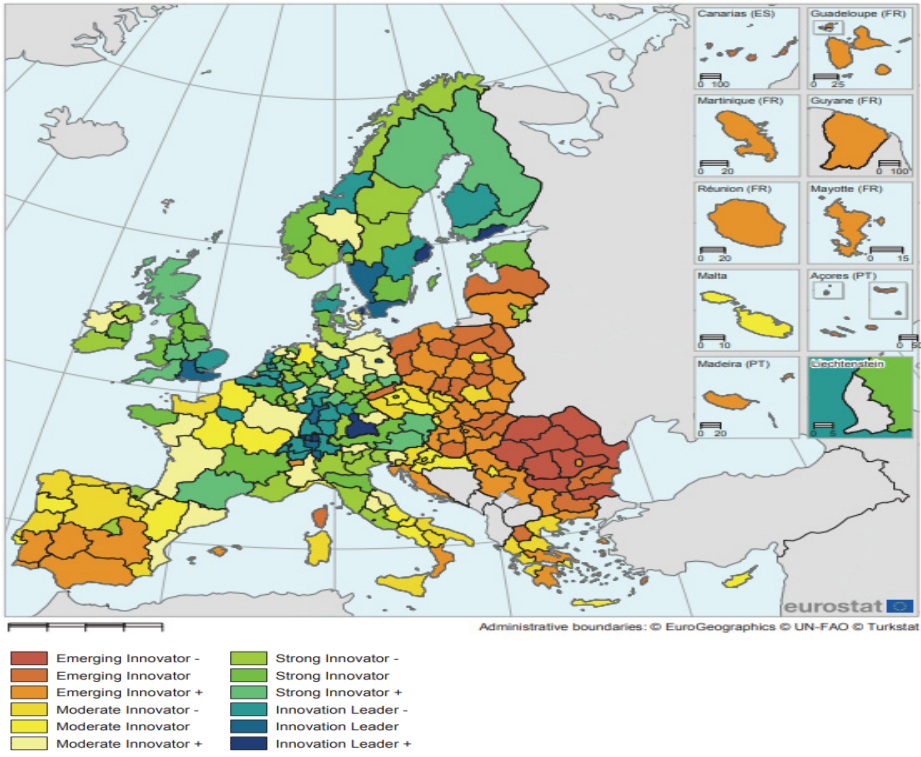 Canarias (ES)
0 100
Guadeloupe (FR)
0 25
Martinique (FR)
0 20
Guyane (FR)
0 100
Réunion (FR)
0 20
Mayotte (FR)
0 15
Malta
0 10
Açores (PT)
0 50
Madeira (PT)
0 20
Liechtenstein
0 5
eurostat
Administrative boundaries: © EuroGeographics © UN-FAO © Turkstat
Emerging Innovator -
Emerging Innovator
Emerging Innovator +
Moderate Innovator -
Moderate Innovator
Moderate Innovator +
Strong Innovator -
Strong Innovator
Strong Innovator +
Innovation Leader -
Innovation Leader
Innovation Leader +